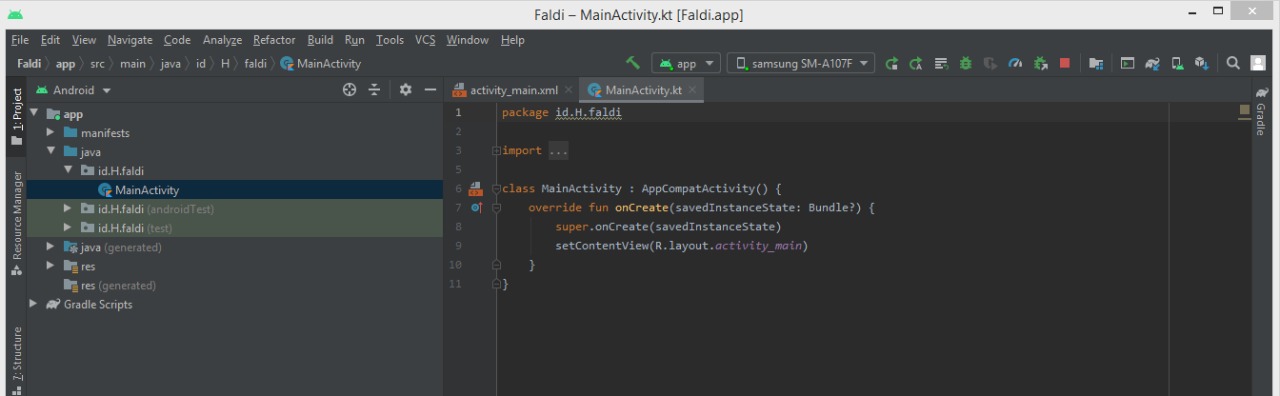 Faldi – MainActivity.kt [Faldi.app]
File Edit View Navigate Code Analyze Refactor Build Run Tools VCS Window Help
Faldi app src main java id H faldi MainActivity app samsung SM-A107F
1: Project
Android
activity_main.xml MainActivity.kt
Gradle
app
manifests
java
id.H.faldi
MainActivity
id.H.faldi (androidTest)
id.H.faldi (test)
java (generated)
res
res (generated)
Gradle Scripts
Resource Manager
7: Structure
1 package id.H.faldi
2
3 import ...
5
6 class MainActivity : AppCompatActivity() {
7 override fun onCreate(savedInstanceState: Bundle?) {
8 super.onCreate(savedInstanceState)
9 setContentView(R.layout.activity_main)
10 }
11 }